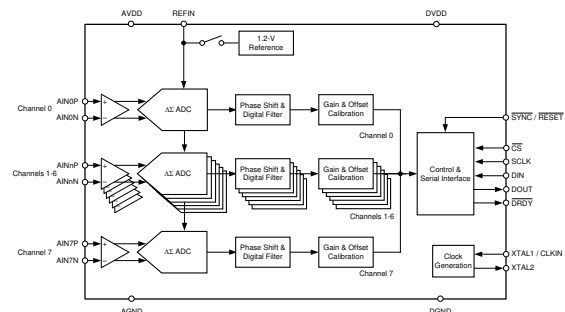 AVDD
REFIN
DVDD
1.2-V
Reference
Channel 0
AIN0P
AIN0N
+
−
ΔΣ ADC
Phase Shift &
Digital Filter
Gain & Offset
Calibration
Channel 0
SYNC / RESET
Channels 1-6
AINnP
AINnN
+
−
ΔΣ ADC
Phase Shift &
Digital Filter
Gain & Offset
Calibration
Channels 1-6
Control &
Serial Interface
CS
SCLK
DIN
DOUT
DRDY
Channel 7
AIN7P
AIN7N
+
−
ΔΣ ADC
Phase Shift &
Digital Filter
Gain & Offset
Calibration
Channel 7
Clock
Generation
XTAL1 / CLKIN
XTAL2
AGND
DGND